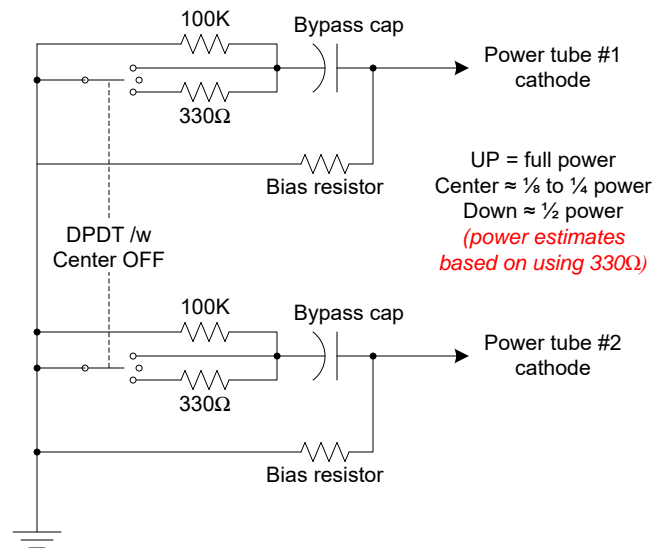 100K
Bypass cap
Power tube #1
cathode
330Ω
Bias resistor
UP = full power
Center ≈ ⅛ to ¼ power
Down ≈ ½ power
(power estimates
based on using 330Ω)
DPDT /w
Center OFF
100K
Bypass cap
Power tube #2
cathode
330Ω
Bias resistor